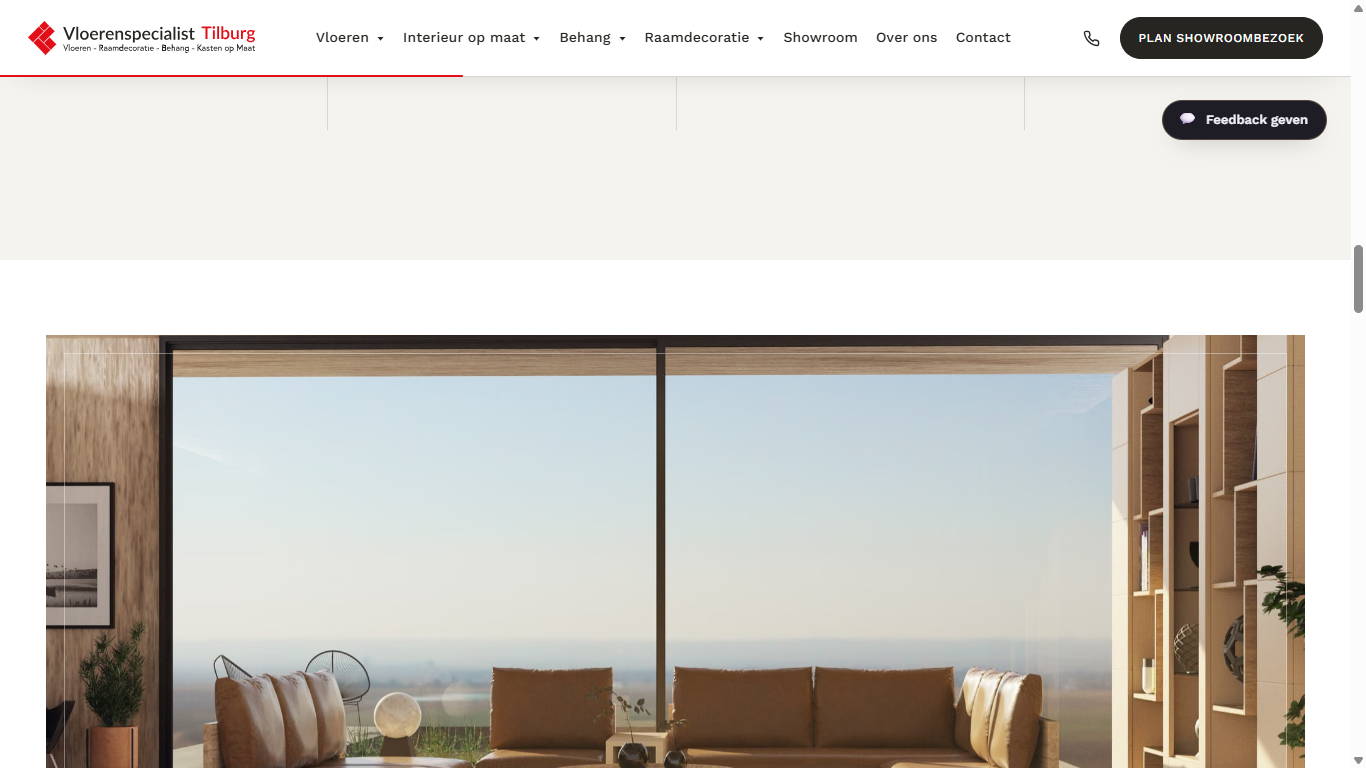 Vloerenspecialist Tilburg
Vloeren - Raamdecoratie - Behang - Kasten op Maat
Vloeren
Interieur op maat
Behang
Raamdecoratie
Showroom
Over ons
Contact
PLAN SHOWROOMBEZOEK
Feedback geven